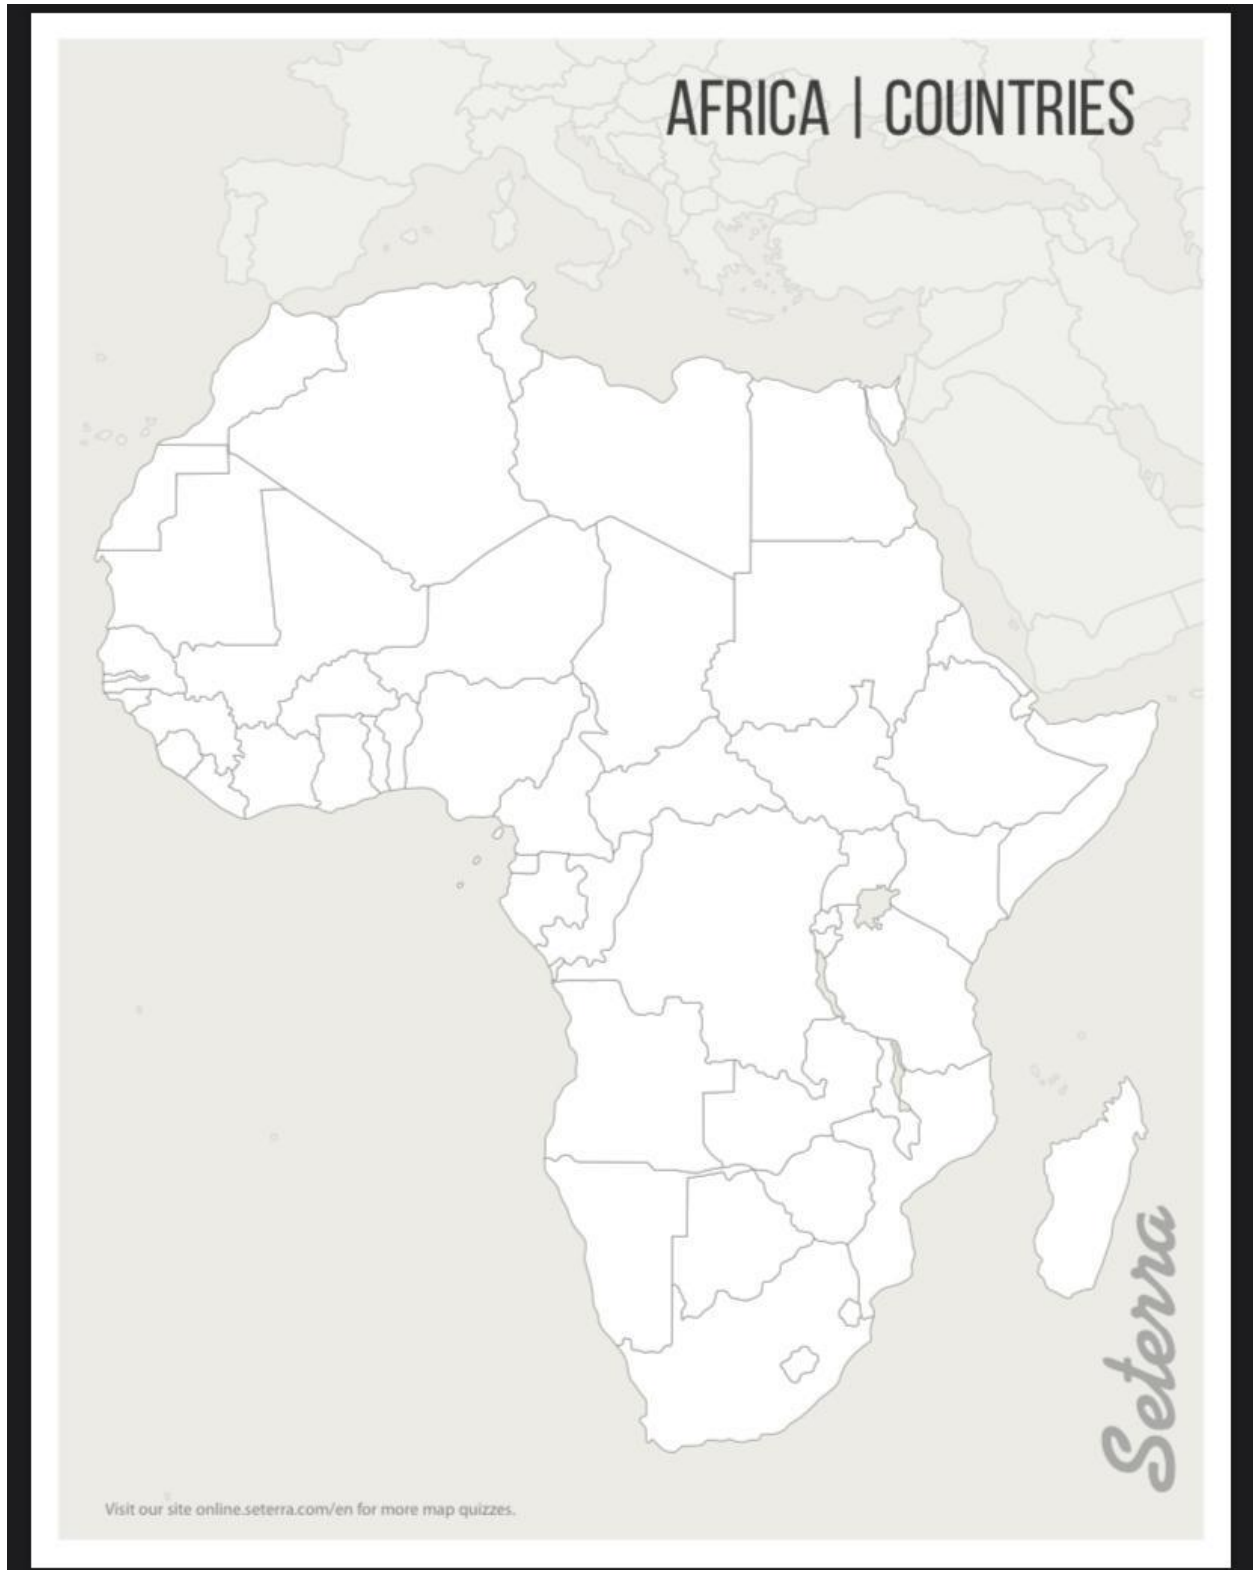 AFRICA | COUNTRIES
Seterra
Visit our site online.seterra.com/en for more map quizzes.